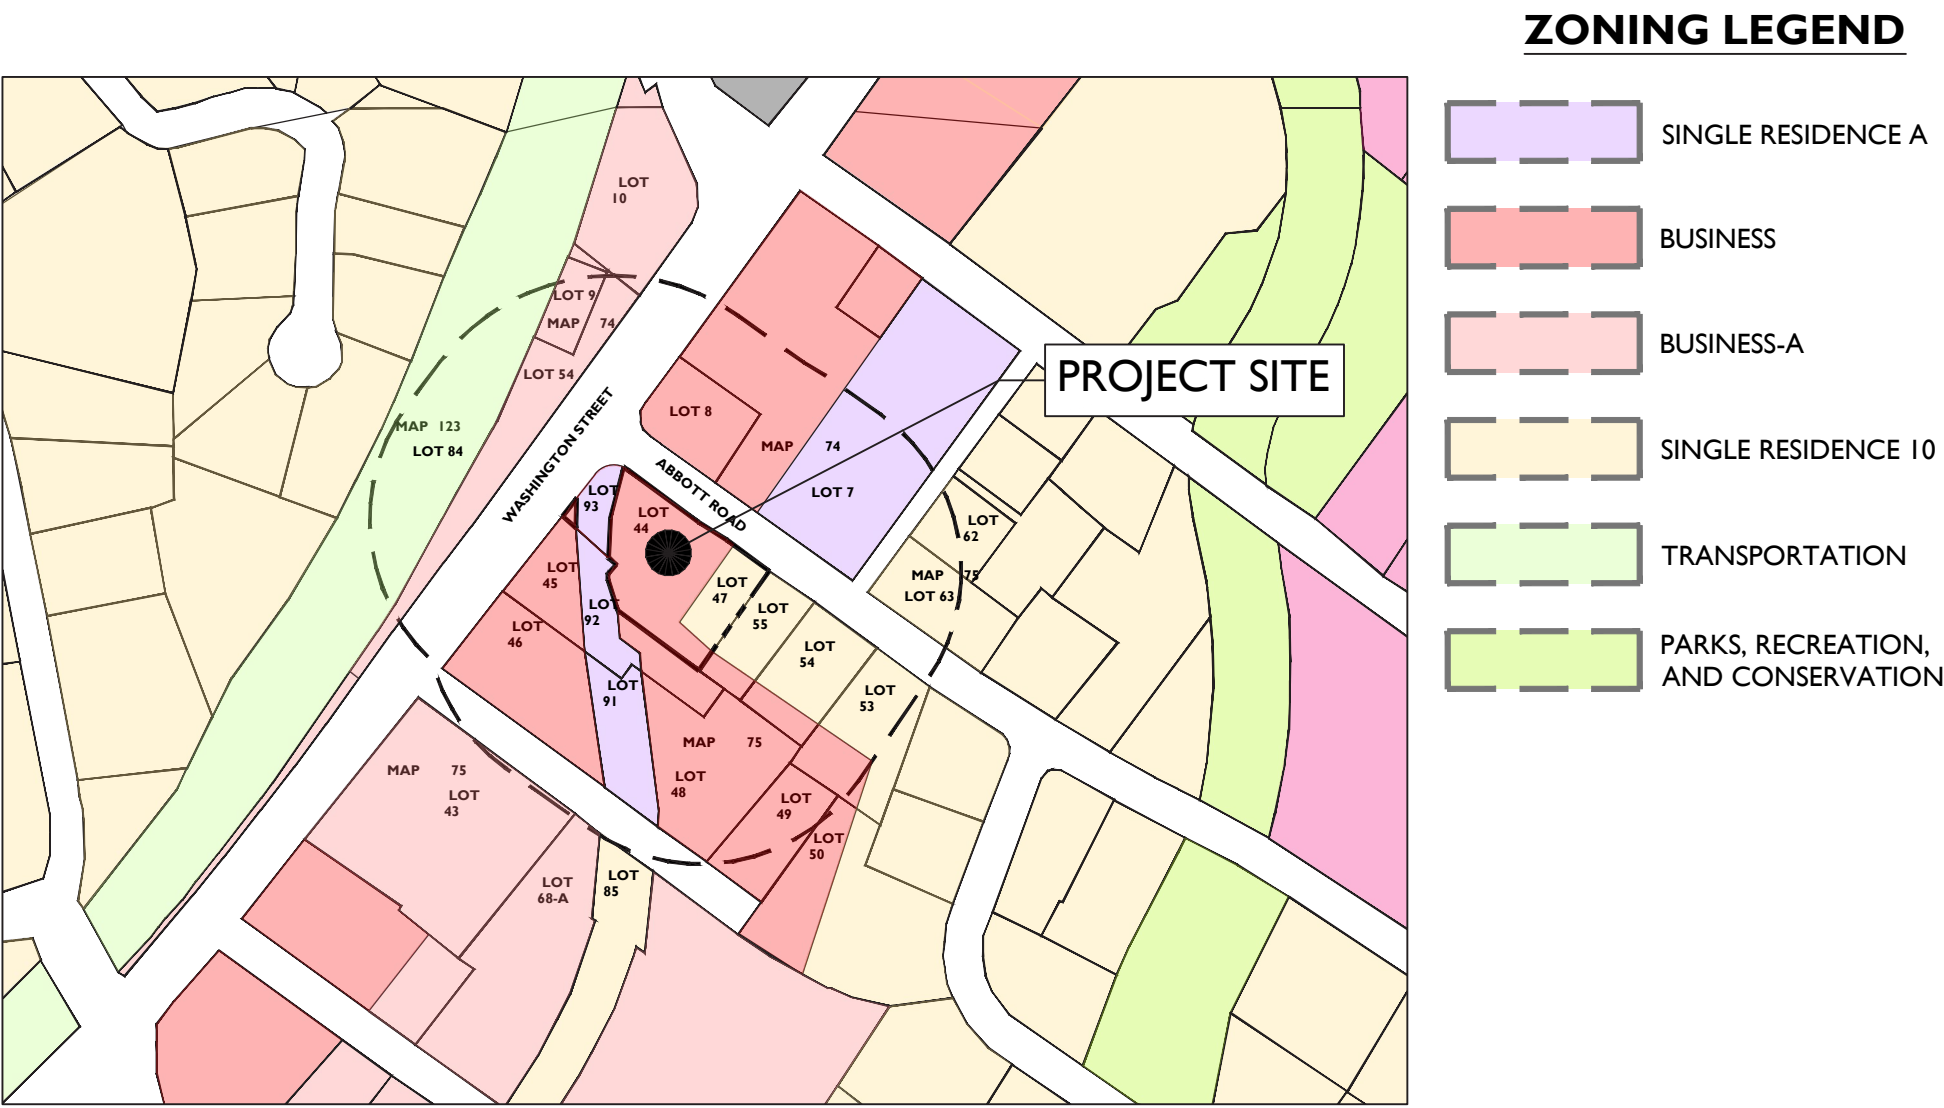 ZONING LEGEND
SINGLE RESIDENCE A
BUSINESS
BUSINESS-A
SINGLE RESIDENCE 10
TRANSPORTATION
PARKS, RECREATION,
AND CONSERVATION
LOT
10
LOT 9
MAP 74
LOT 54
MAP 123
LOT 84
WASHINGTON STREET
PROJECT SITE
LOT 8
MAP 74
LOT 7
ABBOTT ROAD
LOT
93
LOT
44
LOT
62
MAP 75
LOT 63
LOT
45
LOT
47
LOT
92
LOT
55
LOT
46
LOT
54
LOT
91
LOT
53
MAP 75
LOT
48
MAP 75
LOT
43
LOT
49
LOT
50
LOT
68-A
LOT
85